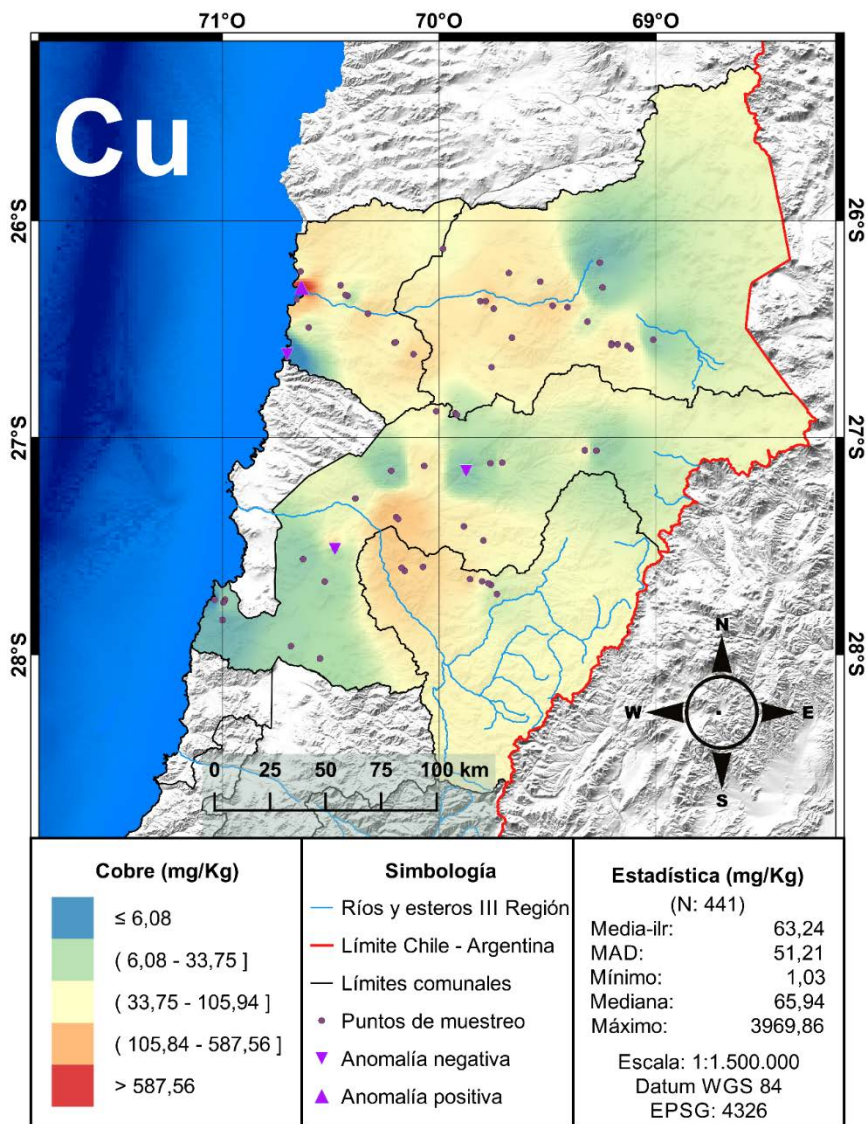 71°O 70°O 69°O
Cu
26°S 26°S
27°S 27°S
28°S 28°S
N
W E
S
0 25 50 75 100 km
Cobre (mg/Kg)
≤ 6,08
( 6,08 - 33,75 ]
( 33,75 - 105,94 ]
( 105,84 - 587,56 ]
> 587,56
Simbología
Ríos y esteros III Región
Límite Chile - Argentina
Límites comunales
Puntos de muestreo
Anomalía negativa
Anomalía positiva
Estadística (mg/Kg)
(N: 441)
Media-ilr: 63,24
MAD: 51,21
Mínimo: 1,03
Mediana: 65,94
Máximo: 3969,86
Escala: 1:1.500.000
Datum WGS 84
EPSG: 4326